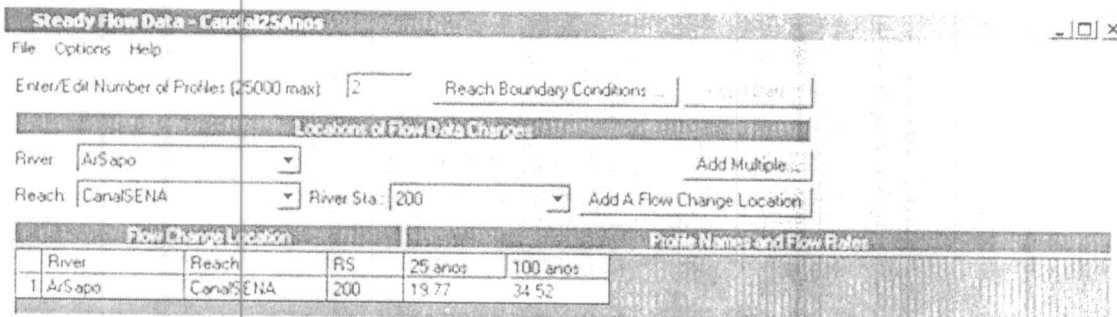 Steady Flow Data - Caudal25Anos
File Options Help
Enter/Edit Number of Profiles (25000 max): 2 Reach Boundary Conditions ...
Locations of Flow Data Changes
River ArSapo Add Multiple ...
Reach CanalSENA River Sta.: 200 Add A Flow Change Location
Flow Change Location Profile Names and Flow Rates
River Reach RS 25 anos 100 anos
1 ArSapo CanalSENA 200 19.77 34.52